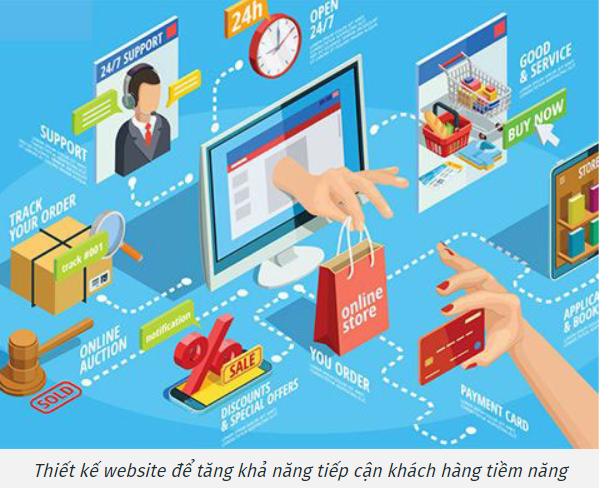 24h
OPEN
24/7
24/7 SUPPORT
SUPPORT
GOOD
& SERVICE
BUY NOW
STORE
TRACK
YOUR ORDER
track #001
online
store
ONLINE
AUCTION
notification
SOLD
SALE
DISCOUNTS
& SPECIAL OFFERS
YOU ORDER
PAYMENT CARD
& BOOK
Thiết kế website để tăng khả năng tiếp cận khách hàng tiềm năng